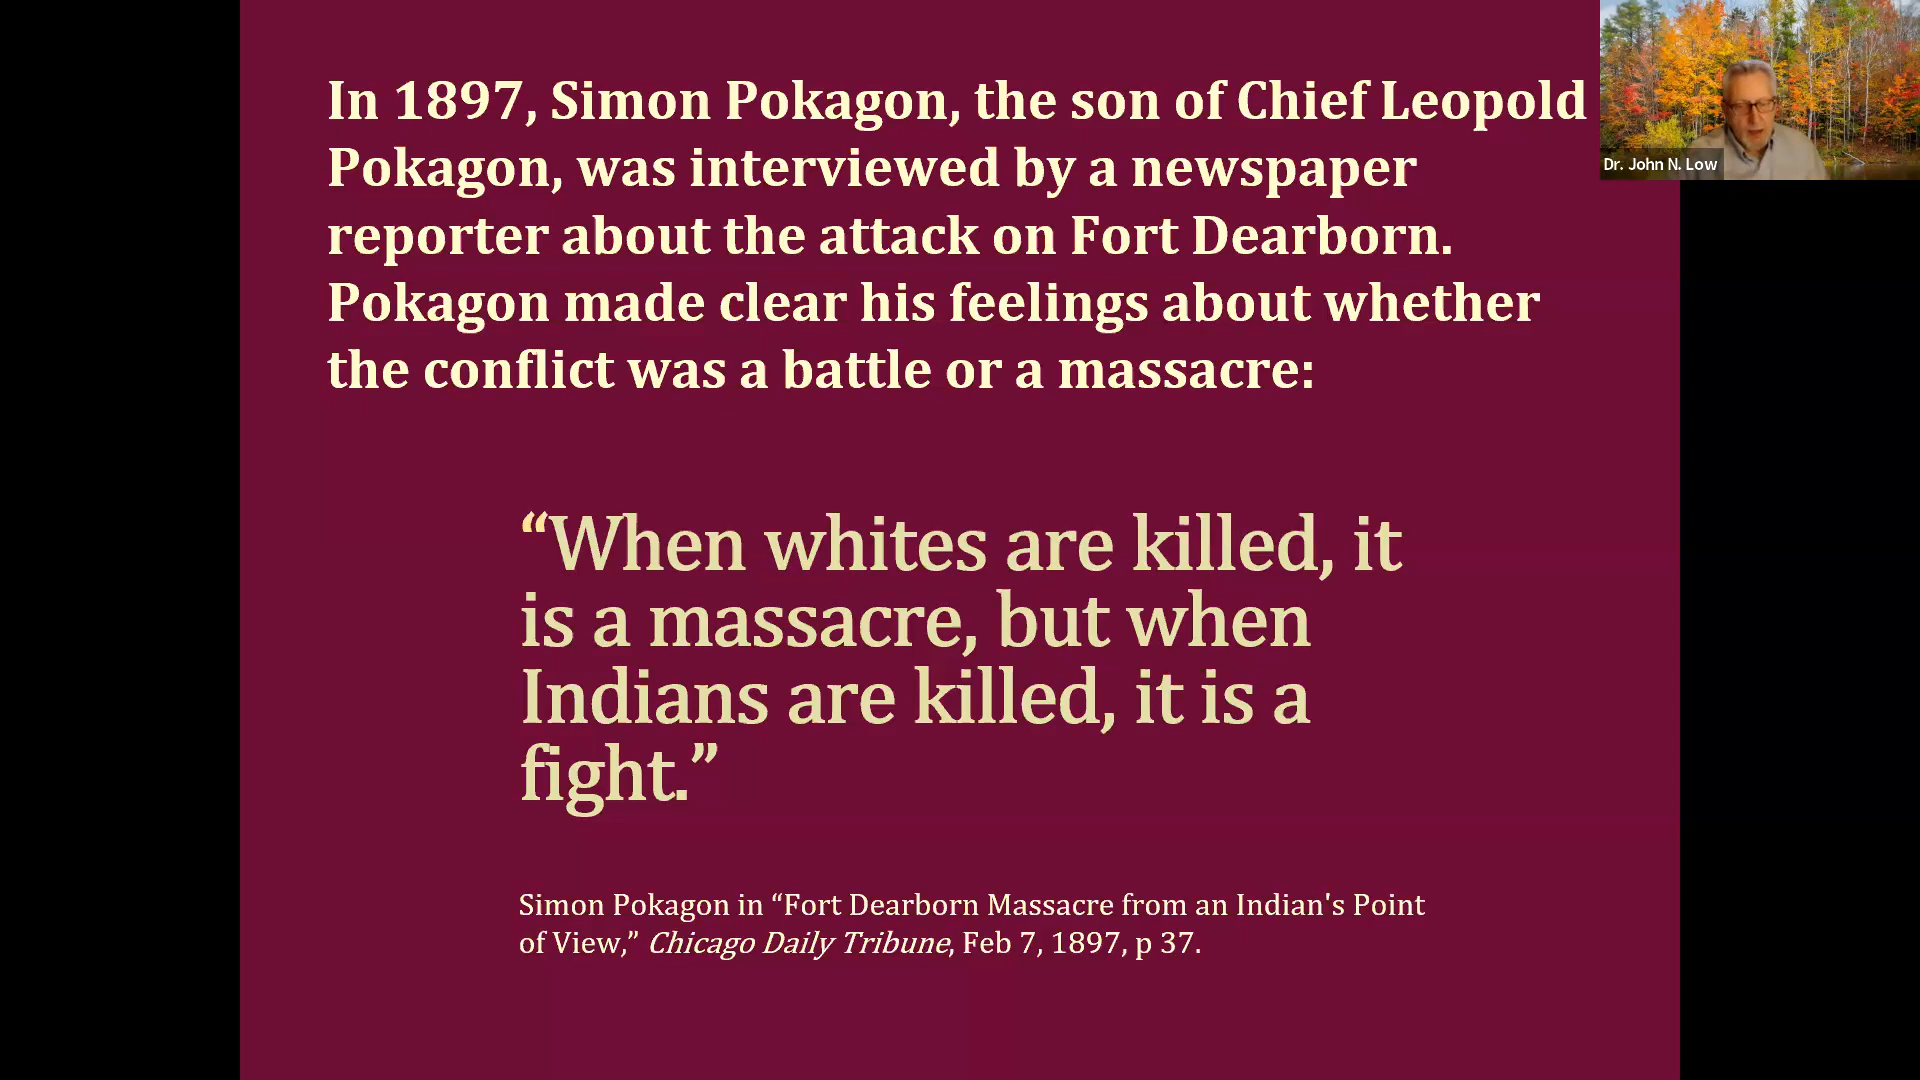 In 1897, Simon Pokagon, the son of Chief Leopold
Pokagon, was interviewed by a newspaper
reporter about the attack on Fort Dearborn.
Pokagon made clear his feelings about whether
the conflict was a battle or a massacre:
“When whites are killed, it
is a massacre, but when
Indians are killed, it is a
fight.”
Simon Pokagon in “Fort Dearborn Massacre from an Indian's Point
of View,” Chicago Daily Tribune, Feb 7, 1897, p 37.
Dr. John N. Low